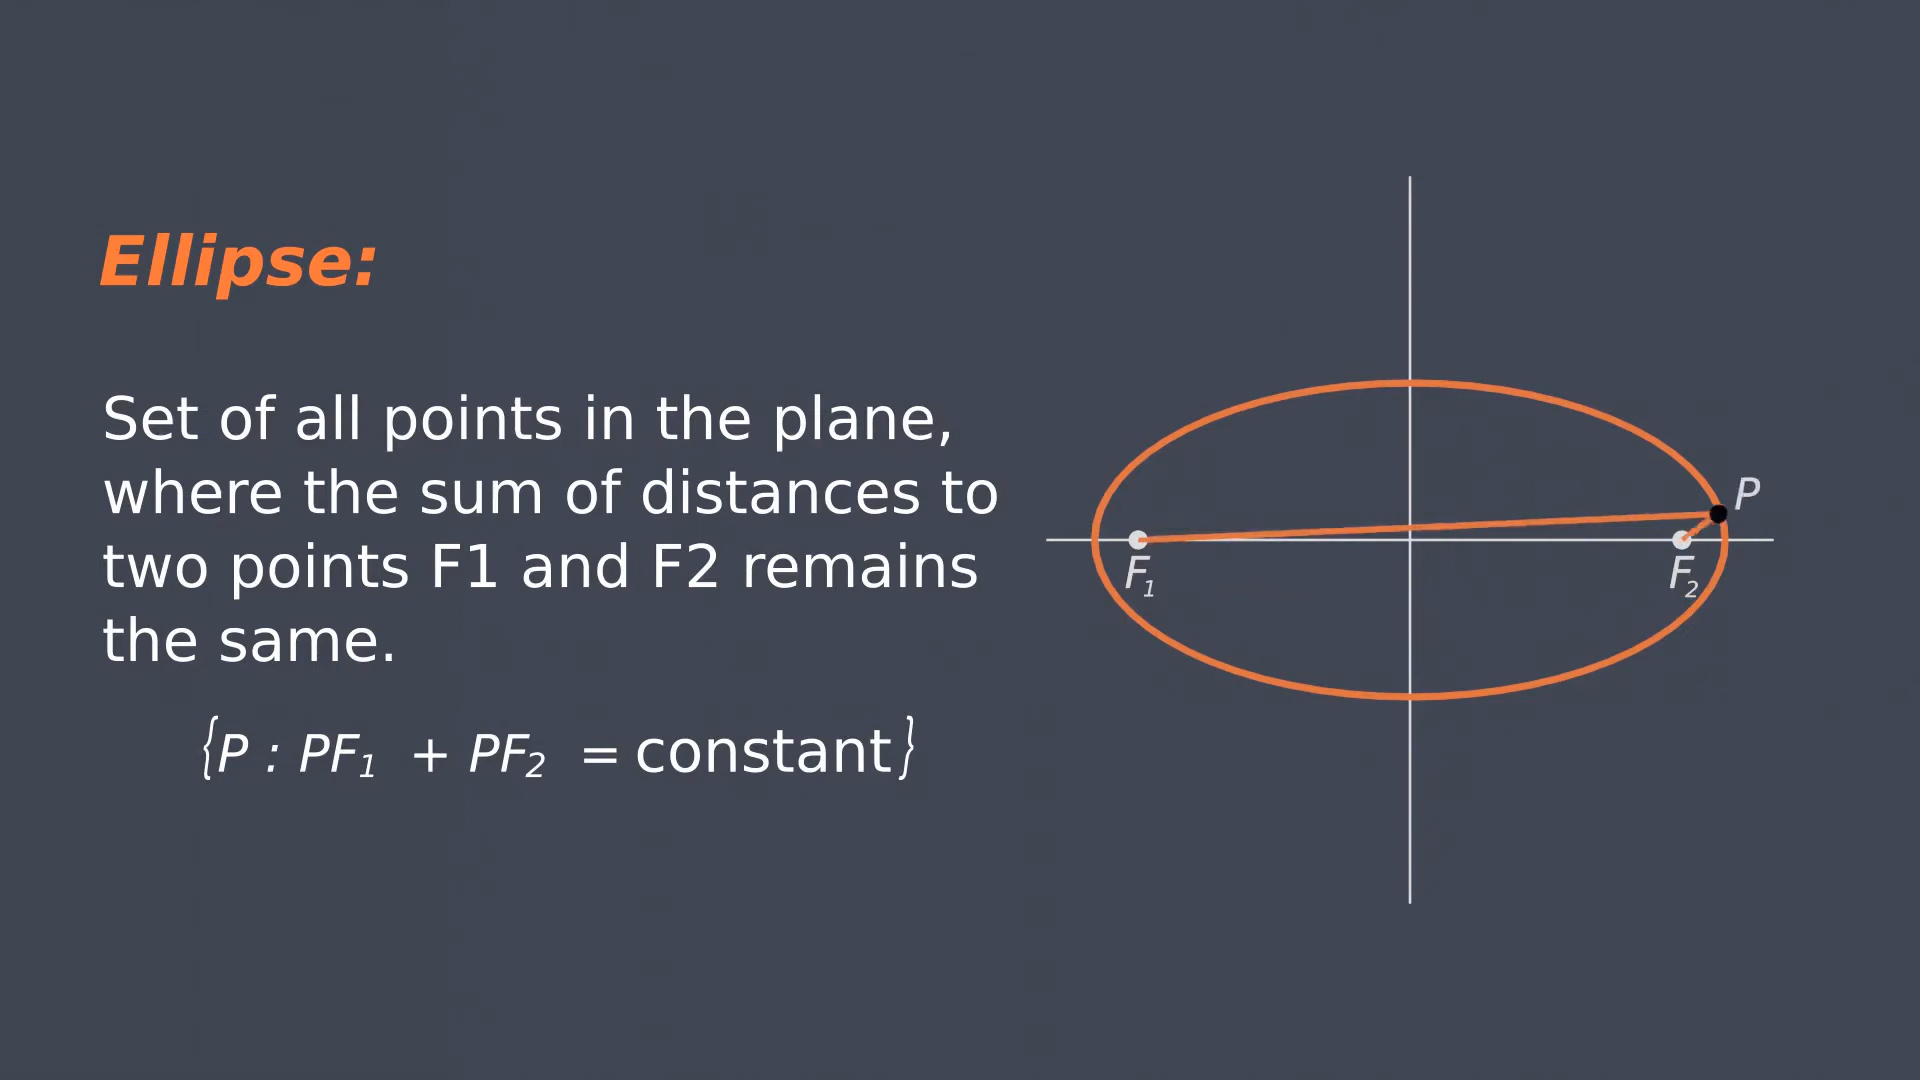 Ellipse:
Set of all points in the plane,
where the sum of distances to
two points F1 and F2 remains
the same.
{P : PF₁ + PF₂ = constant}
P
F₁
F₂